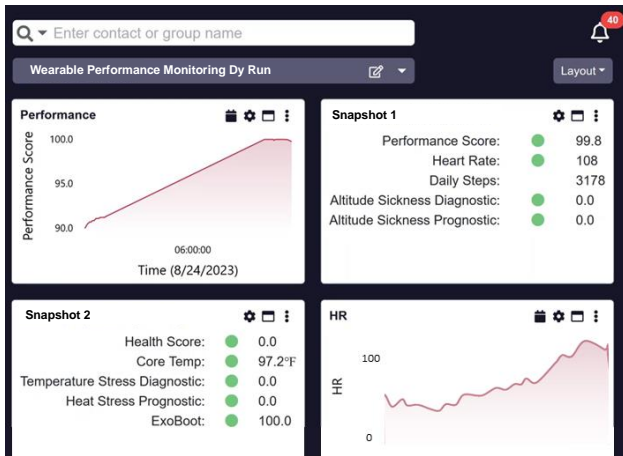 Enter contact or group name
40
Wearable Performance Monitoring Dy Run
Layout
Performance
Performance Score
100.0
95.0
90.0
06:00:00
Time (8/24/2023)
Snapshot 1
Performance Score: 99.8
Heart Rate: 108
Daily Steps: 3178
Altitude Sickness Diagnostic: 0.0
Altitude Sickness Prognostic: 0.0
Snapshot 2
Health Score: 0.0
Core Temp: 97.2°F
Temperature Stress Diagnostic: 0.0
Heat Stress Prognostic: 0.0
ExoBoot: 100.0
HR
HR
100
0